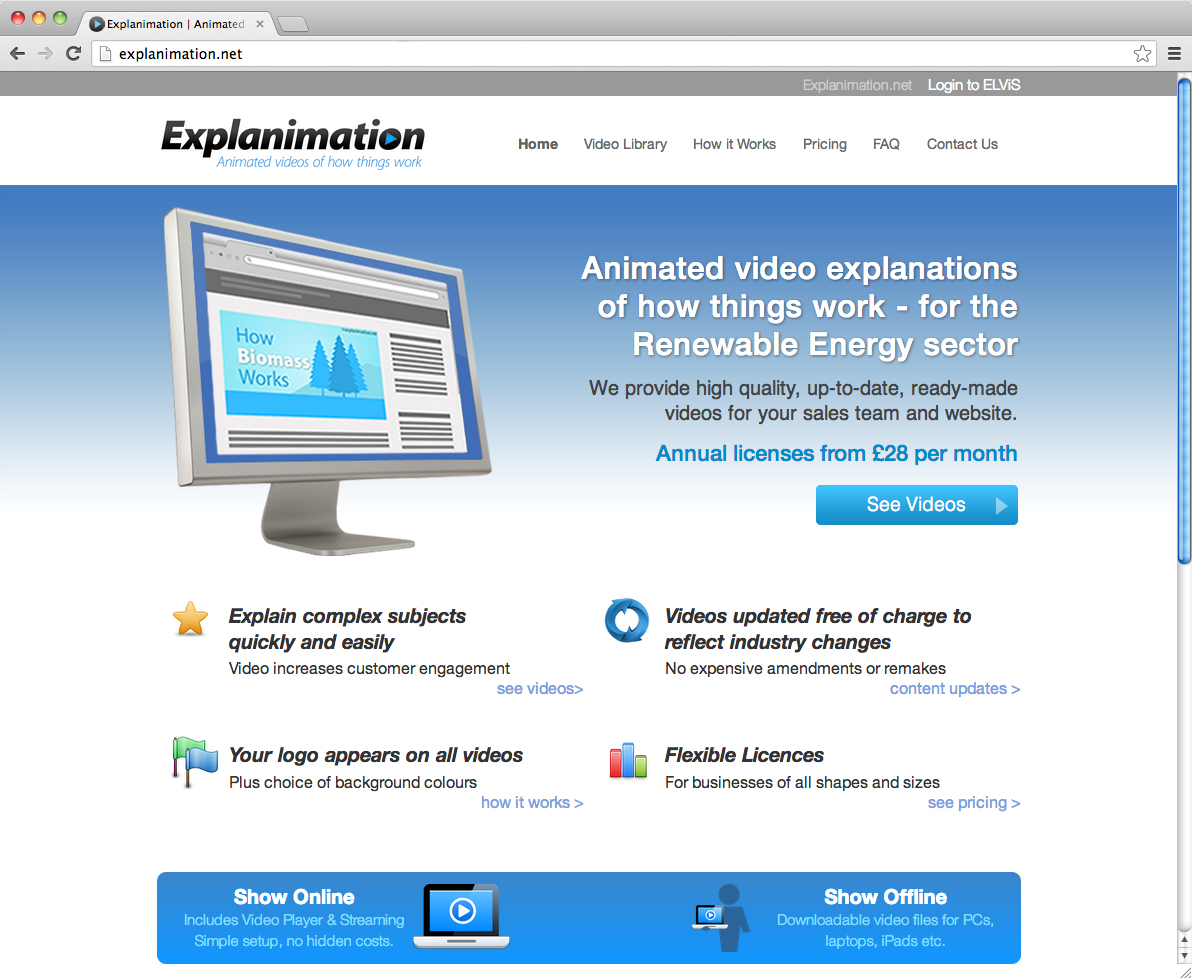 Explanimation | Animated
explanimation.net
Explanimation.net Login to ELViS
Explanimation
Animated videos of how things work
Home Video Library How it Works Pricing FAQ Contact Us
How
Biomass
Works
Animated video explanations
of how things work - for the
Renewable Energy sector
We provide high quality, up-to-date, ready-made
videos for your sales team and website.
Annual licenses from £28 per month
See Videos
Explain complex subjects
quickly and easily
Video increases customer engagement
see videos>
Videos updated free of charge to
reflect industry changes
No expensive amendments or remakes
content updates >
Your logo appears on all videos
Plus choice of background colours
how it works >
Flexible Licences
For businesses of all shapes and sizes
see pricing >
Show Online
Includes Video Player & Streaming
Simple setup, no hidden costs.
Show Offline
Downloadable video files for PCs,
laptops, iPads etc.